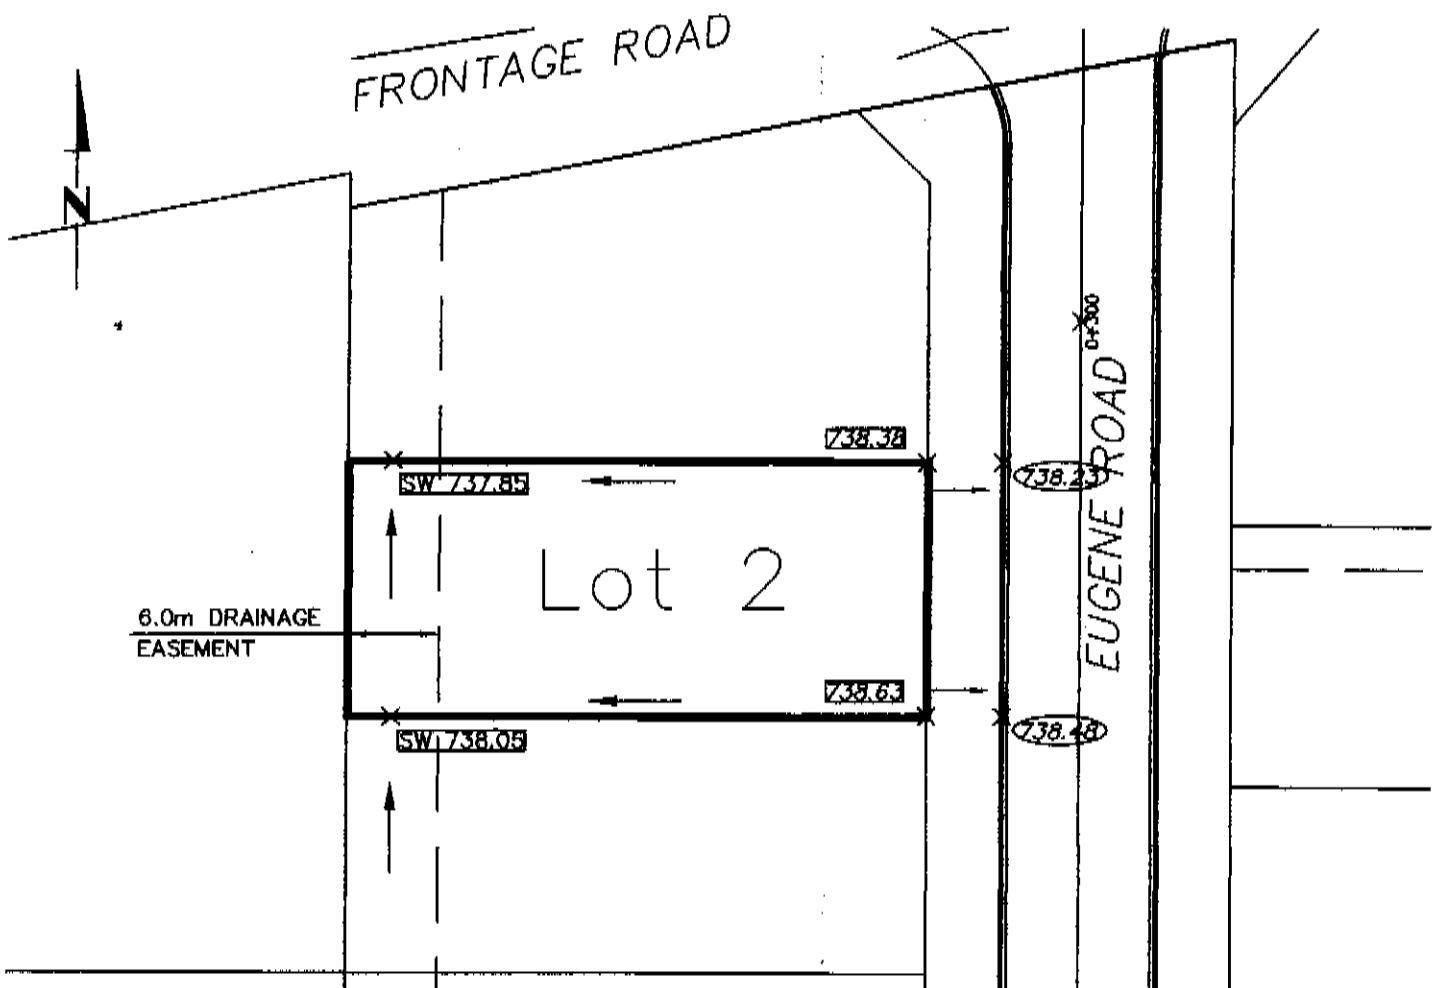 FRONTAGE ROAD
N
0+300
EUGENE ROAD
738.38
738.23
SW 737.85
Lot 2
6.0m DRAINAGE
EASEMENT
738.63
738.48
SW 738.05